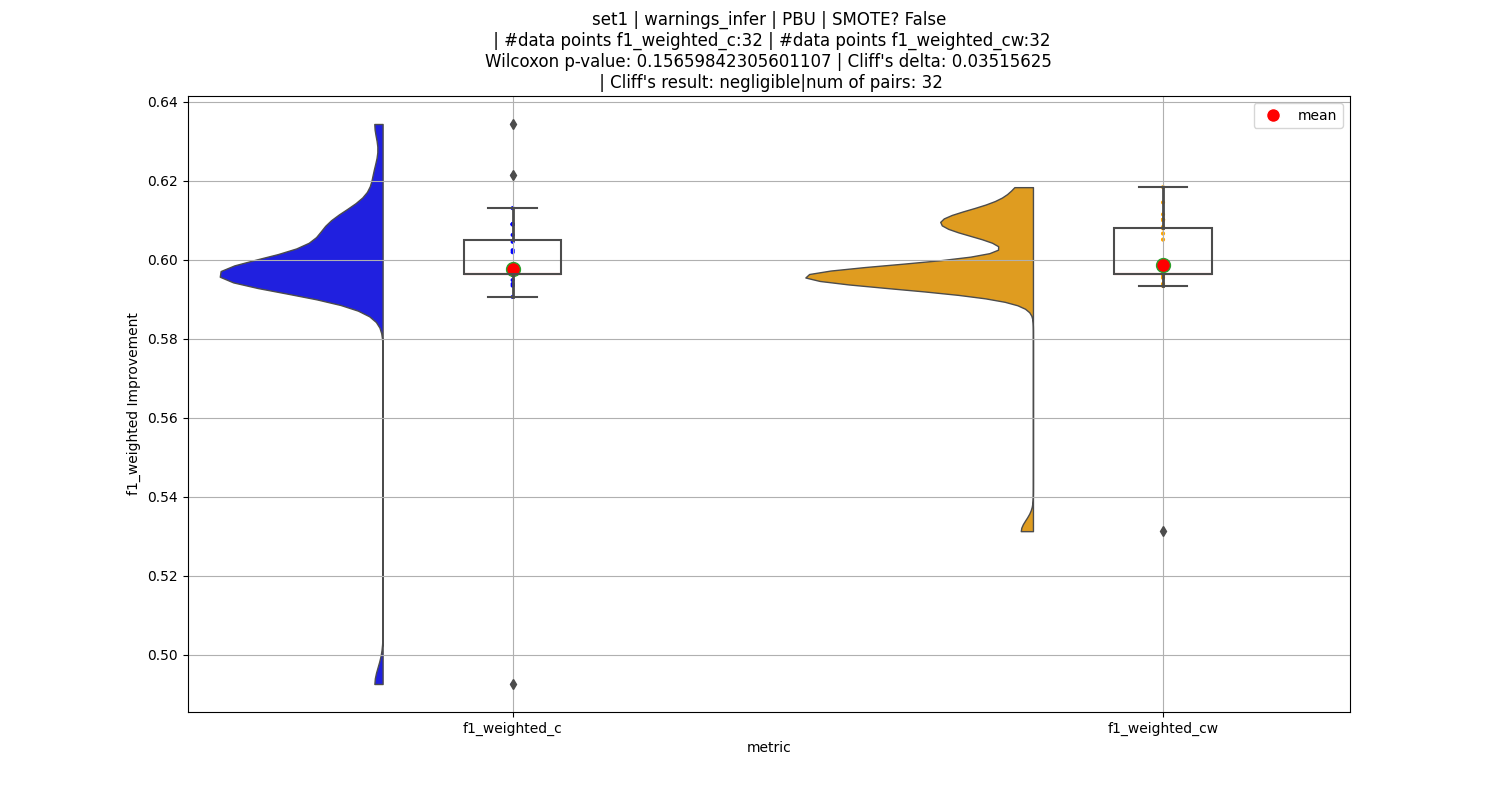 set1 | warnings_infer | PBU | SMOTE? False
| #data points f1_weighted_c:32 | #data points f1_weighted_cw:32
Wilcoxon p-value: 0.15659842305601107 | Cliff's delta: 0.03515625
| Cliff's result: negligible|num of pairs: 32
mean
0.64
0.62
0.60
0.58
0.56
0.54
0.52
0.50
f1_weighted Improvement
f1_weighted_c
f1_weighted_cw
metric